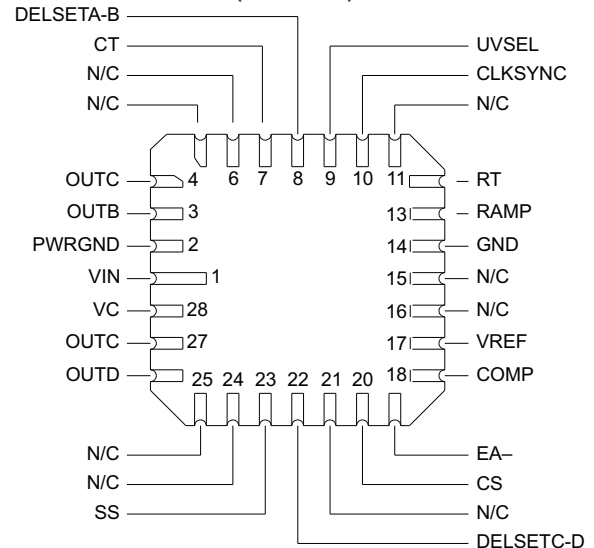 DELSETA-B
CT
UVSEL
N/C
CLKSYNC
N/C
N/C
OUTC
4
6
7
8
9
10
11
RT
OUTB
3
13
RAMP
PWRGND
2
14
GND
VIN
1
15
N/C
VC
28
16
N/C
OUTC
27
17
VREF
OUTD
25
24
23
22
21
20
18
COMP
N/C
EA–
N/C
CS
SS
N/C
DELSETC-D